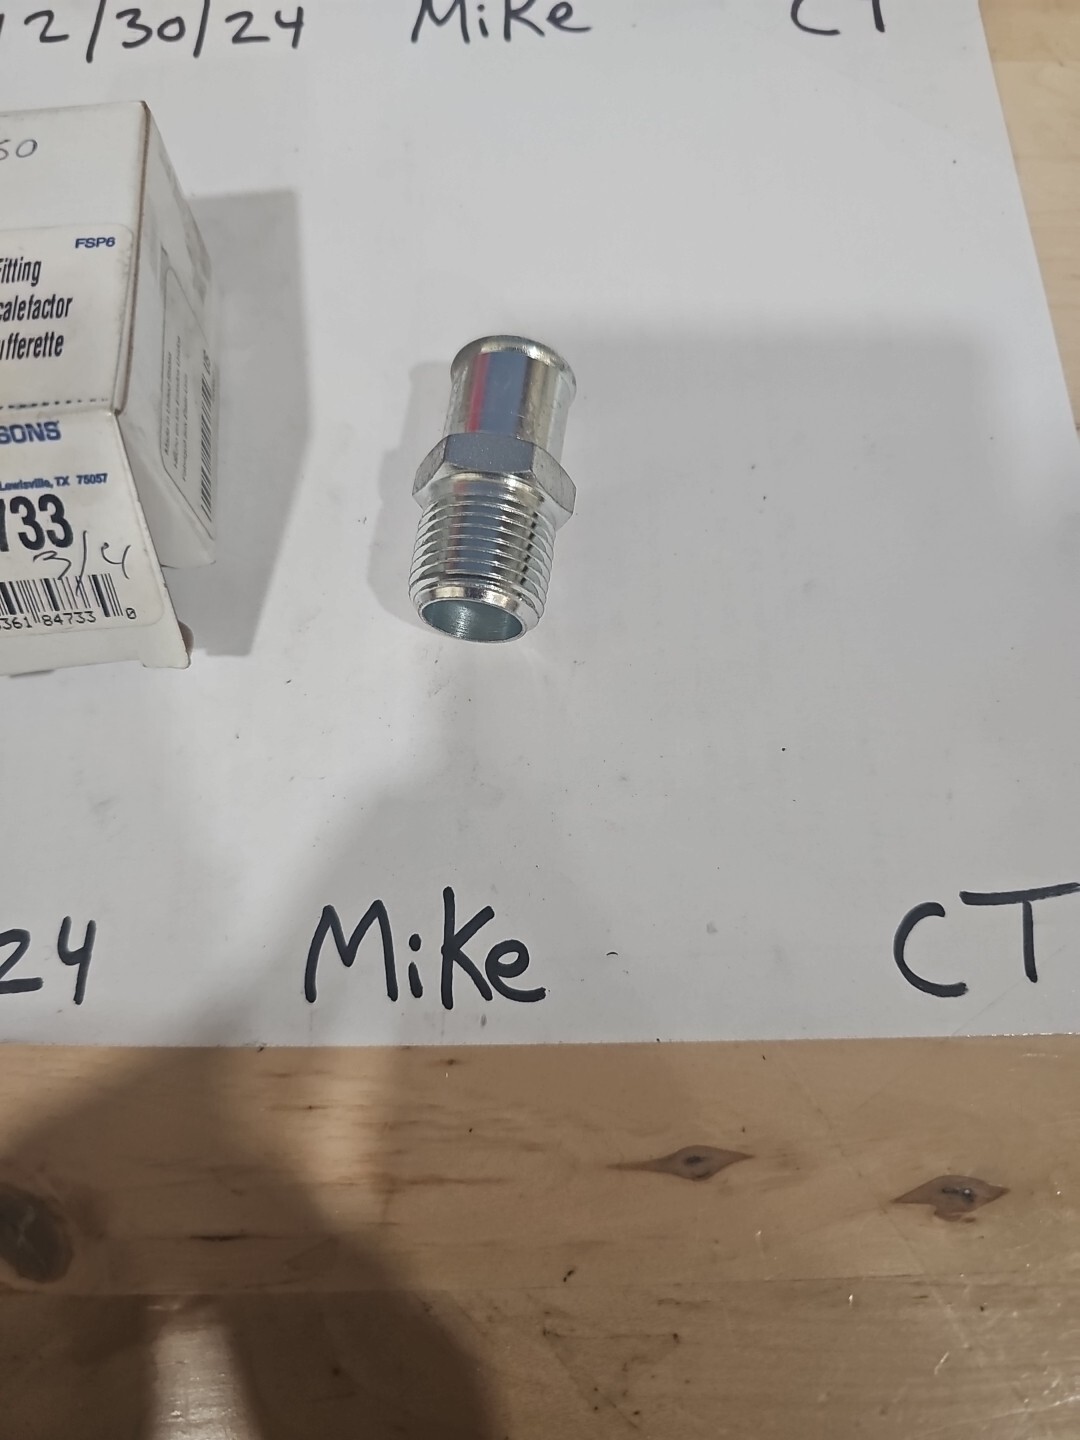 12/30/24 Mike CT
50
FSP6
Fitting
calefactor
ufferette
SONS
Lewisville, TX 75057
733
3/4
361 84733 0
24 Mike CT